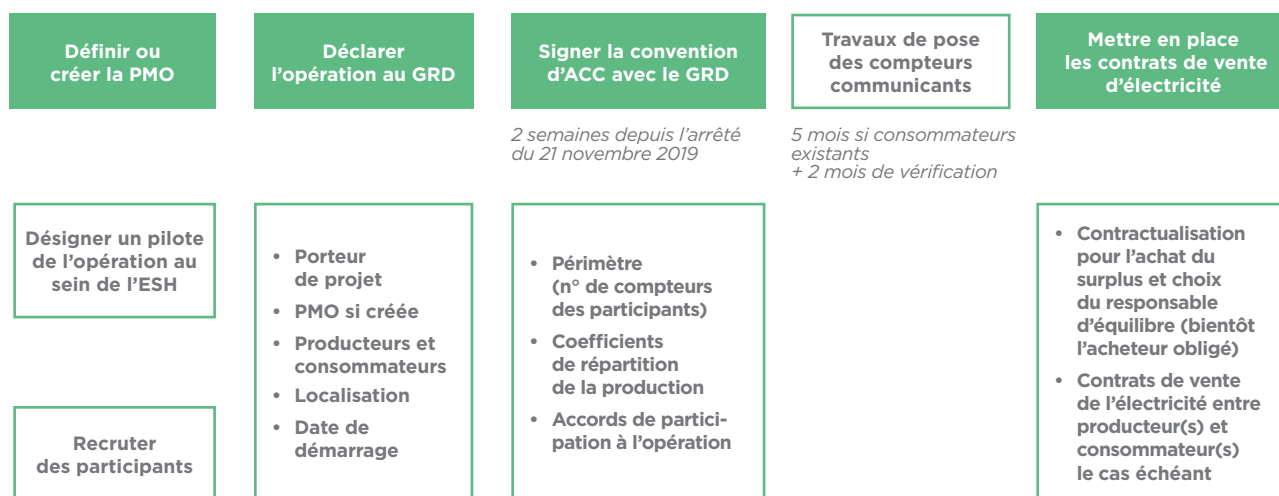 Définir ou
créer la PMO
Déclarer
l'opération au GRD
Signer la convention
d'ACC avec le GRD
Travaux de pose
des compteurs
communicants
Mettre en place
les contrats de vente
d'électricité
2 semaines depuis l'arrêté
du 21 novembre 2019
5 mois si consommateurs
existants
+ 2 mois de vérification
Désigner un pilote
de l'opération au
sein de l'ESH
Recruter
des participants
• Porteur
de projet
• PMO si créée
• Producteurs et
consommateurs
• Localisation
• Date de
démarrage
• Périmètre
(n° de compteurs
des participants)
• Coefficients
de répartition
de la production
• Accords de partici-
pation à l'opération
• Contractualisation
pour l'achat du
surplus et choix
du responsable
d'équilibre (bientôt
l'acheteur obligé)
• Contrats de vente
de l'électricité entre
producteur(s) et
consommateur(s)
le cas échéant